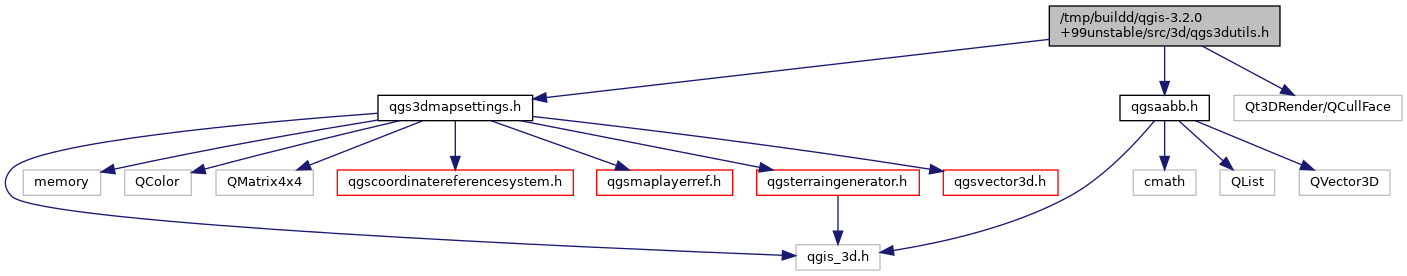 /tmp/buildd/qgis-3.2.0
+99unstable/src/3d/qgs3dutils.h
qgs3dmapsettings.h
qgsaabb.h
Qt3DRender/QCullFace
memory
QColor
QMatrix4x4
qgscoordinatereferencesystem.h
qgsmaplayerref.h
qgsterraingenerator.h
qgsvector3d.h
cmath
QList
QVector3D
qgis_3d.h